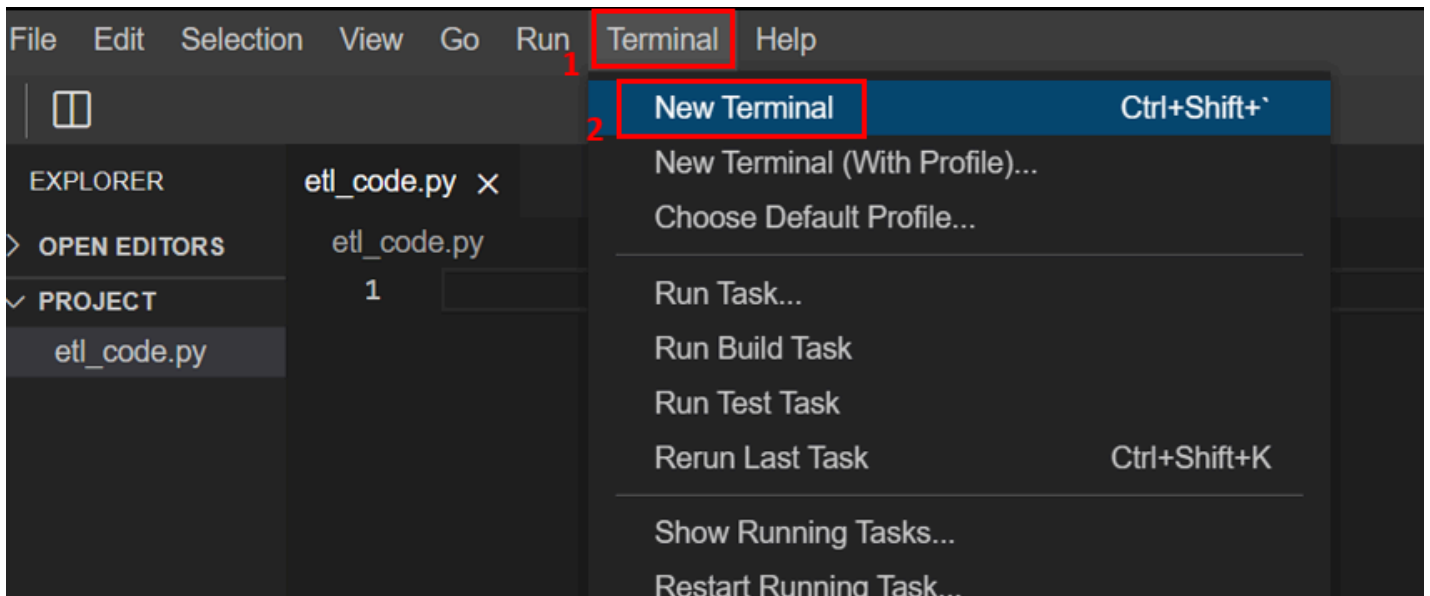 File Edit Selection View Go Run Terminal Help
1
New Terminal Ctrl+Shift+`
2
New Terminal (With Profile)...
Choose Default Profile...
Run Task...
Run Build Task
Run Test Task
Rerun Last Task Ctrl+Shift+K
Show Running Tasks...
Restart Running Task...
EXPLORER
OPEN EDITORS
PROJECT
etl_code.py
etl_code.py ×
etl_code.py
1